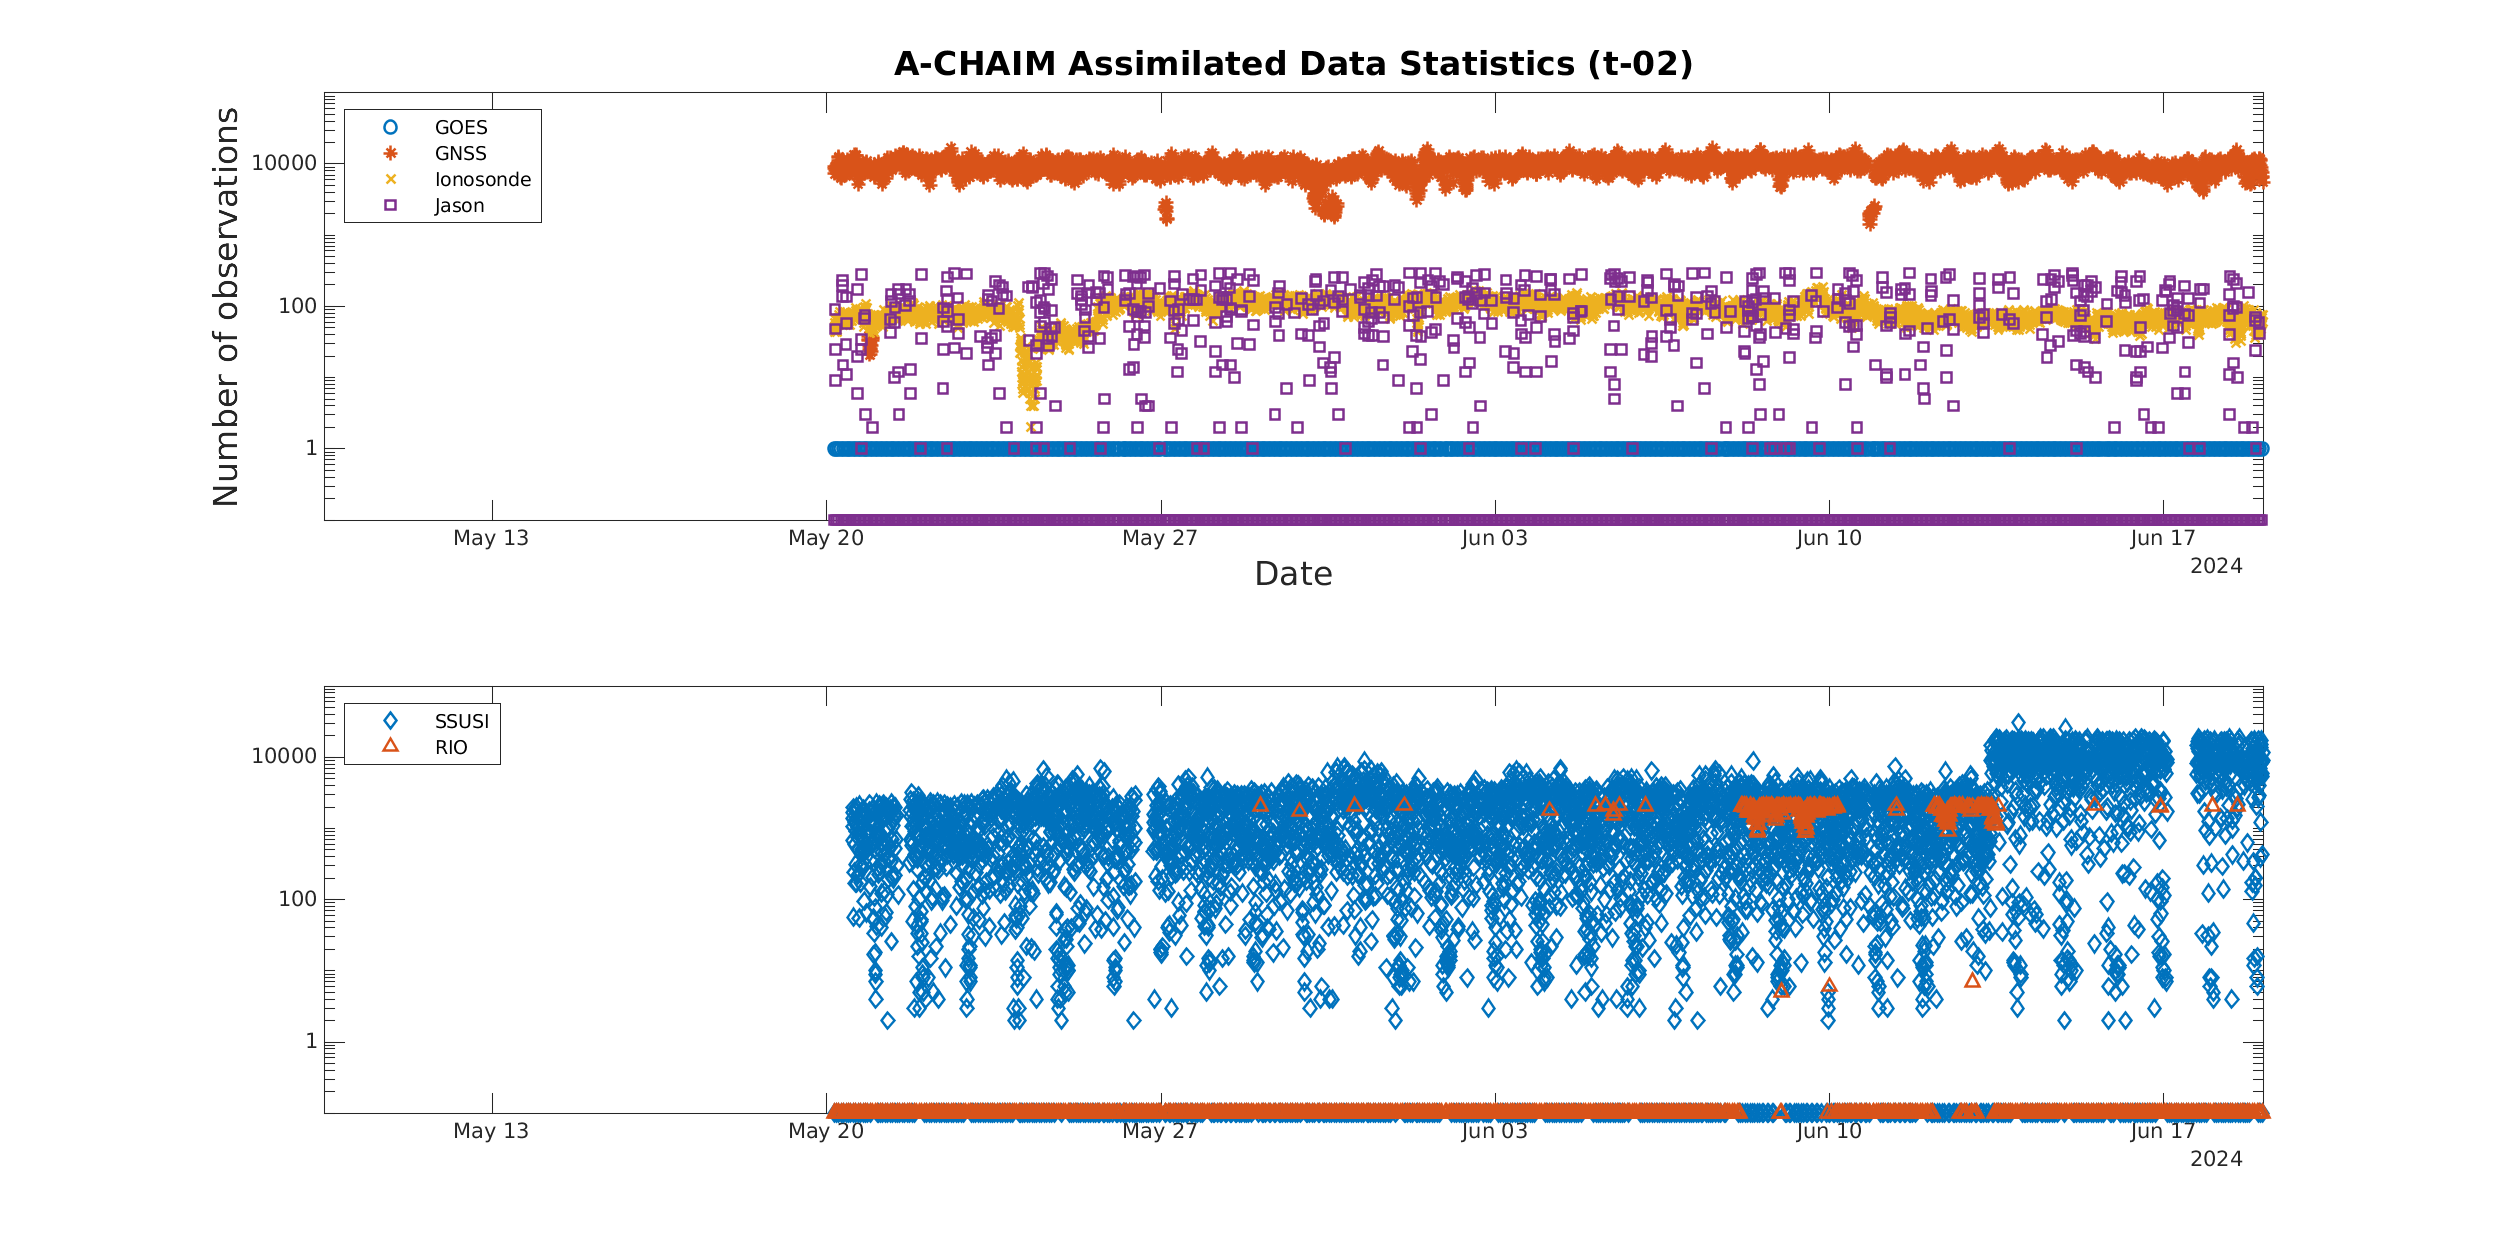 A-CHAIM Assimilated Data Statistics (t-02)
Number of observations
10000
100
1
GOES
GNSS
Ionosonde
Jason
May 13
May 20
May 27
Jun 03
Jun 10
Jun 17
2024
Date
10000
100
1
SSUSI
RIO
May 13
May 20
May 27
Jun 03
Jun 10
Jun 17
2024